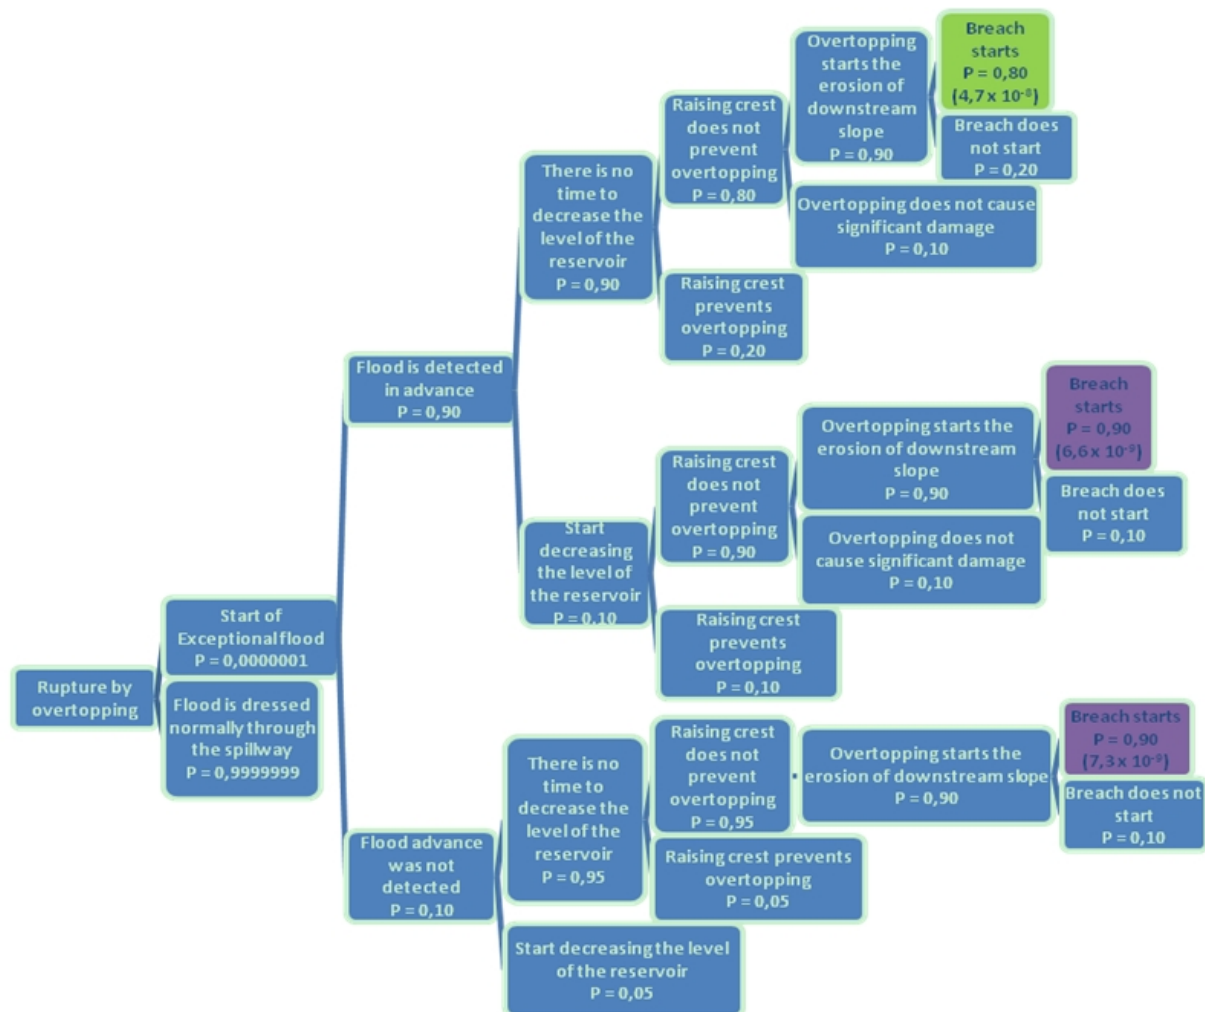 Rupture by
overtopping
Start of
Exceptional flood
P = 0,0000001
Flood is dressed
normally through
the spillway
P = 0,9999999
Flood is detected
in advance
P = 0,90
Flood advance
was not
detected
P = 0,10
There is no
time to
decrease the
level of the
reservoir
P = 0,90
Start
decreasing
the level of
the reservoir
P = 0,10
There is no
time to
decrease the
level of the
reservoir
P = 0,95
Start decreasing the level
of the reservoir
P = 0,05
Raising crest
does not
prevent
overtopping
P = 0,80
Raising crest
prevents
overtopping
P = 0,20
Raising crest
does not
prevent
overtopping
P = 0,90
Raising crest
prevents
overtopping
P = 0,10
Raising crest
does not
prevent
overtopping
P = 0,95
Raising crest prevents
overtopping
P = 0,05
Overtopping
starts the
erosion of
downstream
slope
P = 0,90
Overtopping does not cause
significant damage
P = 0,10
Overtopping starts the
erosion of downstream
slope
P = 0,90
Overtopping does not
cause significant damage
P = 0,10
Overtopping starts the
erosion of downstream slope
P = 0,90
Breach
starts
P = 0,80
(4,7 x 10⁻⁸)
Breach does
not start
P = 0,20
Breach
starts
P = 0,90
(6,6 x 10⁻⁹)
Breach does
not start
P = 0,10
Breach starts
P = 0,90
(7,3 x 10⁻⁹)
Breach does not
start
P = 0,10